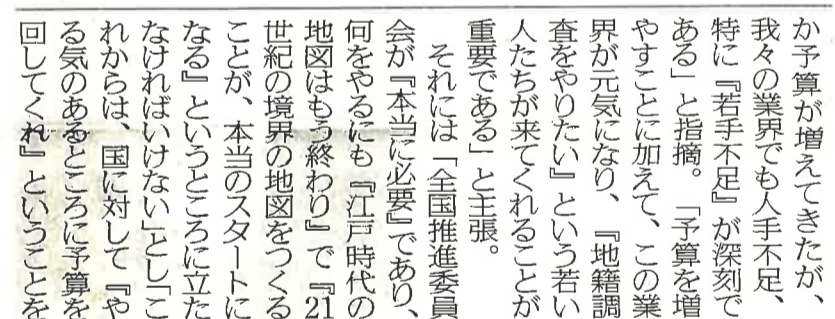 か予算が増えてきたが、
我々の業界でも人手不足、
特に『若手不足』が深刻で
ある」と指摘。「予算を増
やすことに加えて、この業
界が元気になり、『地籍調
査をやりたい』という若い
人たちが来てくれることが
重要である」と主張。
それには「全国推進委員
会が『本当に必要』であり、
何をやるにも『江戸時代の
地図はもう終わり』で『21
世紀の境界の地図をつくる
ことが、本当のスタートに
なる』というところに立た
なければいけない」とし「こ
れからは、国に対して『や
る気のあるところに予算を
回してくれ』ということを